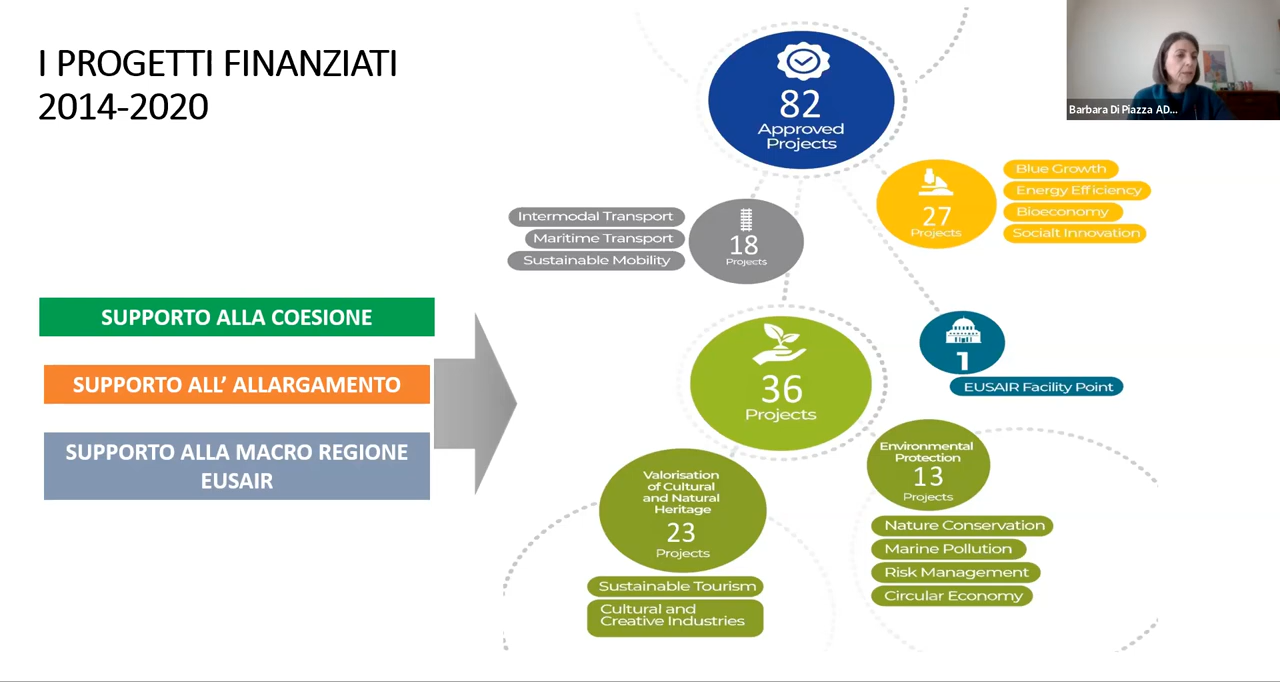 I PROGETTI FINANZIATI
2014-2020
SUPPORTO ALLA COESIONE
SUPPORTO ALL’ ALLARGAMENTO
SUPPORTO ALLA MACRO REGIONE
EUSAIR
82
Approved
Projects
Intermodal Transport
Maritime Transport
Sustainable Mobility
18
Projects
27
Projects
Blue Growth
Energy Efficiency
Bioeconomy
Socialt Innovation
36
Projects
1
EUSAIR Facility Point
Valorisation
of Cultural
and Natural
Heritage
23
Projects
Sustainable Tourism
Cultural and
Creative Industries
Environmental
Protection
13
Projects
Nature Conservation
Marine Pollution
Risk Management
Circular Economy
Barbara Di Piazza AD...